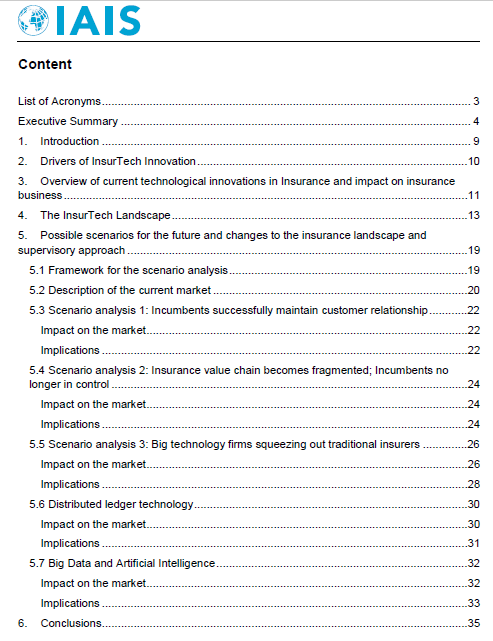 IAIS
Content
List of Acronyms 3
Executive Summary 4
1. Introduction 9
2. Drivers of InsurTech Innovation 10
3. Overview of current technological innovations in Insurance and impact on insurance
business 11
4. The InsurTech Landscape 13
5. Possible scenarios for the future and changes to the insurance landscape and
supervisory approach 19
5.1 Framework for the scenario analysis 19
5.2 Description of the current market 20
5.3 Scenario analysis 1: Incumbents successfully maintain customer relationship 22
Impact on the market 22
Implications 22
5.4 Scenario analysis 2: Insurance value chain becomes fragmented; Incumbents no
longer in control 24
Impact on the market 24
Implications 24
5.5 Scenario analysis 3: Big technology firms squeezing out traditional insurers 26
Impact on the market 26
Implications 28
5.6 Distributed ledger technology 30
Impact on the market 30
Implications 31
5.7 Big Data and Artificial Intelligence 32
Impact on the market 32
Implications 33
6. Conclusions 35